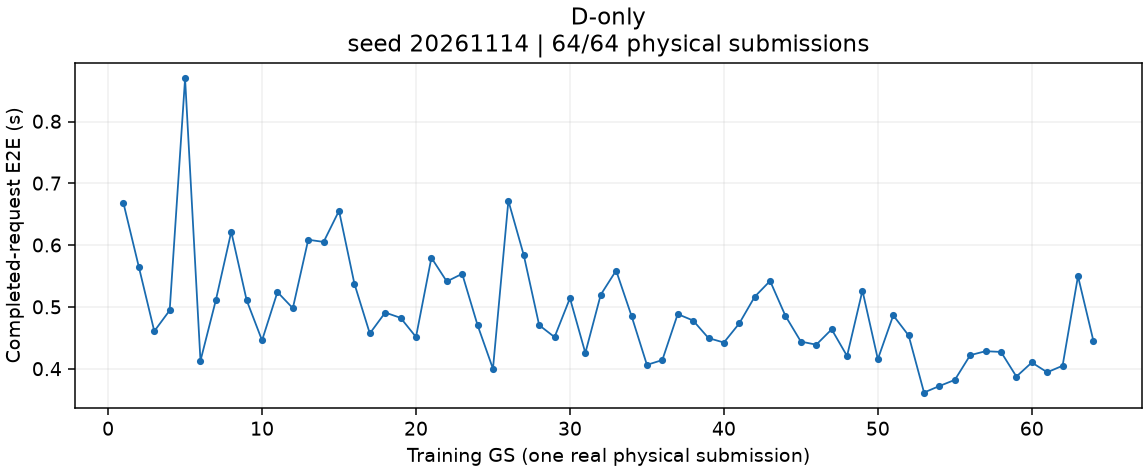 D-only
seed 20261114 | 64/64 physical submissions
Completed-request E2E (s)
0.8
0.7
0.6
0.5
0.4
0 10 20 30 40 50 60
Training GS (one real physical submission)